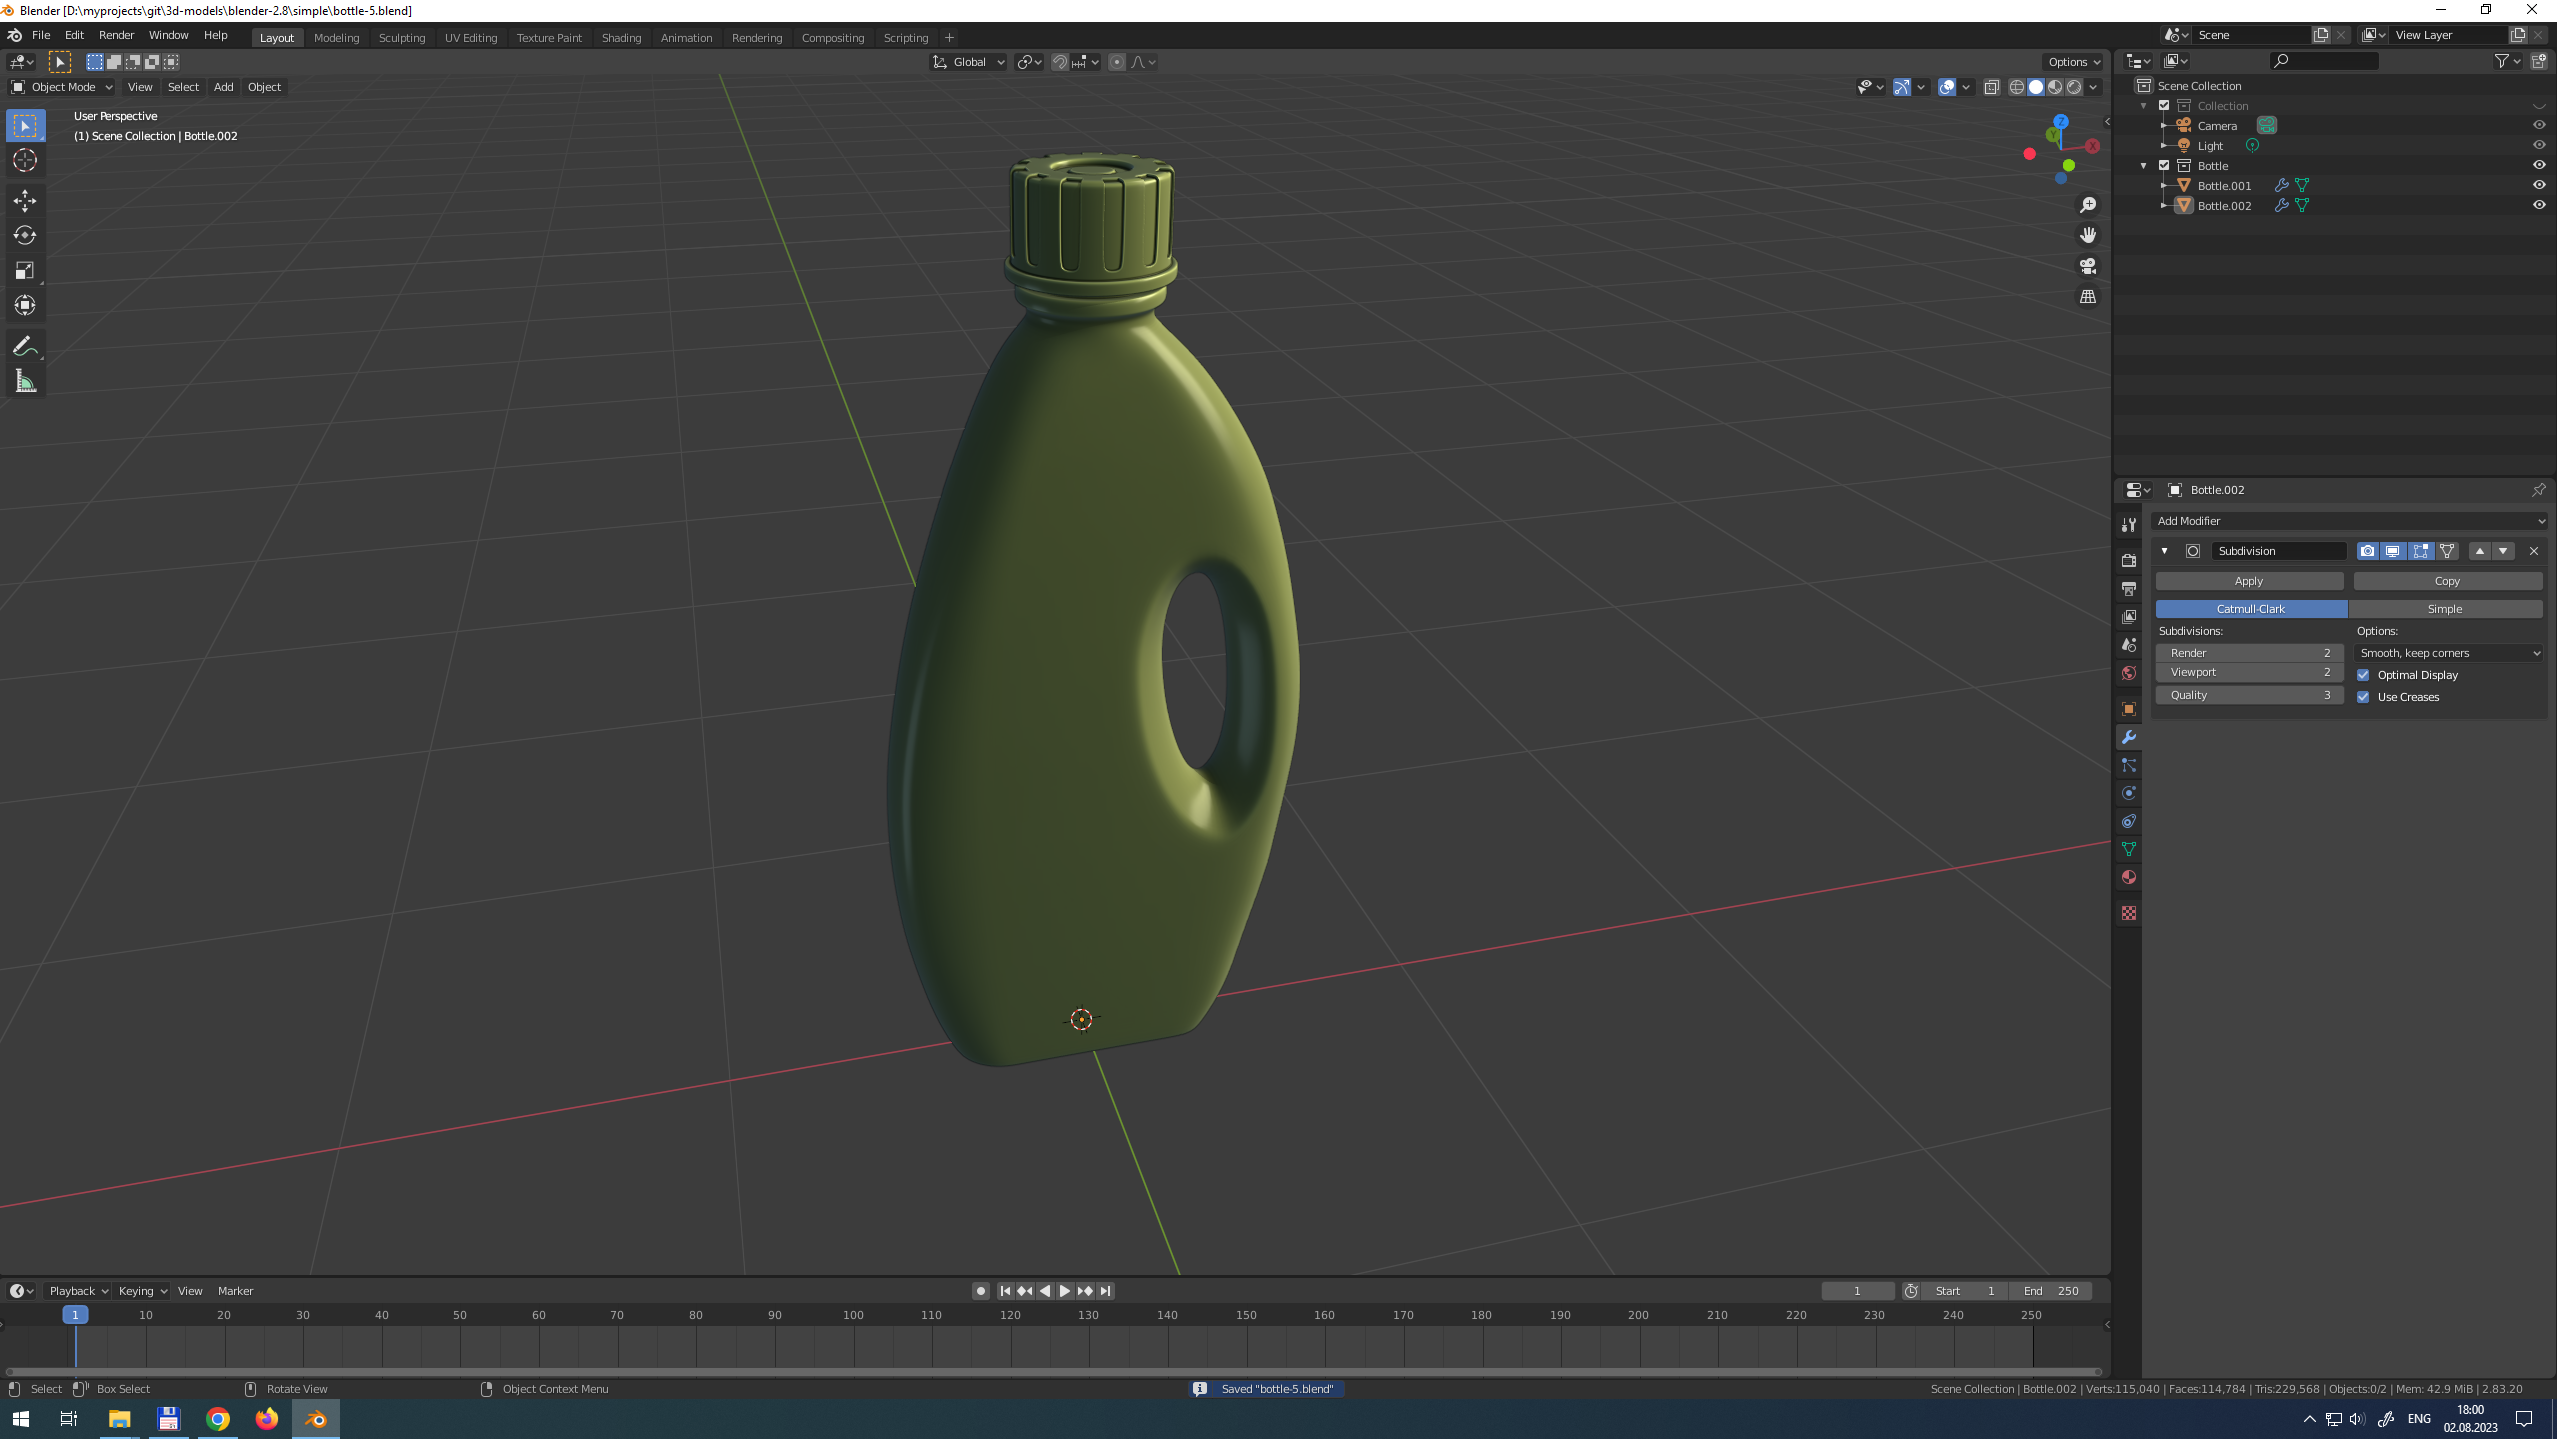 Blender [D:\myprojects\git\3d-models\blender-2.8\simple\bottle-5.blend]
File Edit Render Window Help Layout Modeling Sculpting UV Editing Texture Paint Shading Animation Rendering Compositing Scripting + Scene View Layer
Global Options
Object Mode View Select Add Object
User Perspective
(1) Scene Collection | Bottle.002
Z
Y
X
Scene Collection
Collection
Camera
Light
Bottle
Bottle.001
Bottle.002
Bottle.002
Add Modifier
Subdivision
Apply Copy
Catmull-Clark Simple
Subdivisions: Options:
Render 2 Smooth, keep corners
Viewport 2 Optimal Display
Quality 3 Use Creases
Playback Keying View Marker 1 Start 1 End 250
1 10 20 30 40 50 60 70 80 90 100 110 120 130 140 150 160 170 180 190 200 210 220 230 240 250
Select Box Select Rotate View Object Context Menu Saved "bottle-5.blend" Scene Collection | Bottle.002 | Verts:115,040 | Faces:114,784 | Tris:229,568 | Objects:0/2 | Mem: 42.9 MiB | 2.83.20
ENG
18:00
02.08.2023